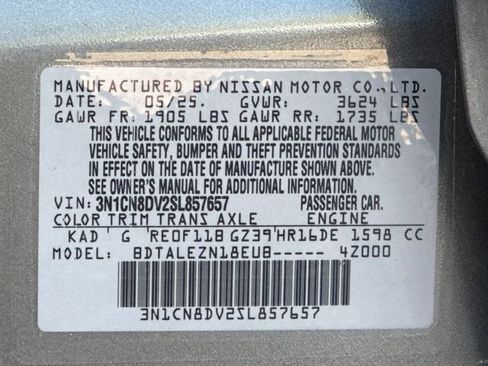 MANUFACTURED BY NISSAN MOTOR CO.,LTD.
DATE: 05/25. GVWR: 3624 LBS
GAWR FR: 1905 LBS GAWR RR: 1735 LBS
THIS VEHICLE CONFORMS TO ALL APPLICABLE FEDERAL MOTOR
VEHICLE SAFETY, BUMPER AND THEFT PREVENTION STANDARDS
IN EFFECT ON THE DATE OF MANUFACTURE SHOWN ABOVE.
SEE OWNER'S MANUAL FOR ADDITIONAL INFORMATION.
VIN: 3N1CN8DV2SL857657 PASSENGER CAR.
COLOR TRIM TRANS AXLE ENGINE
KAD G RE0F11B GZ39 HR16DE 1598 CC
MODEL: BDTALEZN18EUB----- 4Z000
3N1CN8DV2SL857657